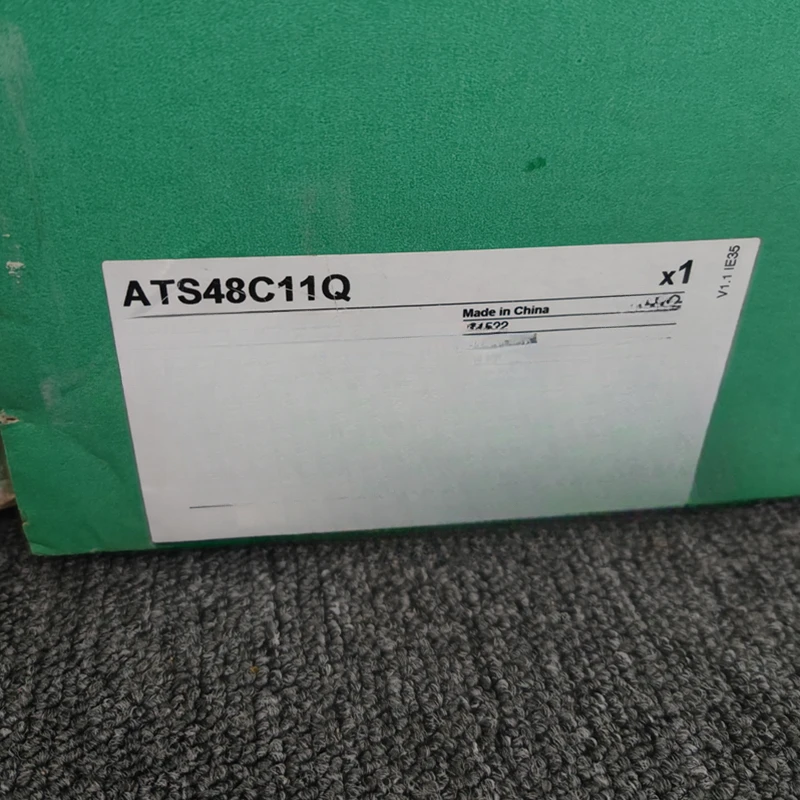 ATS48C11Q
x1
V1.1 IE35
Made in China